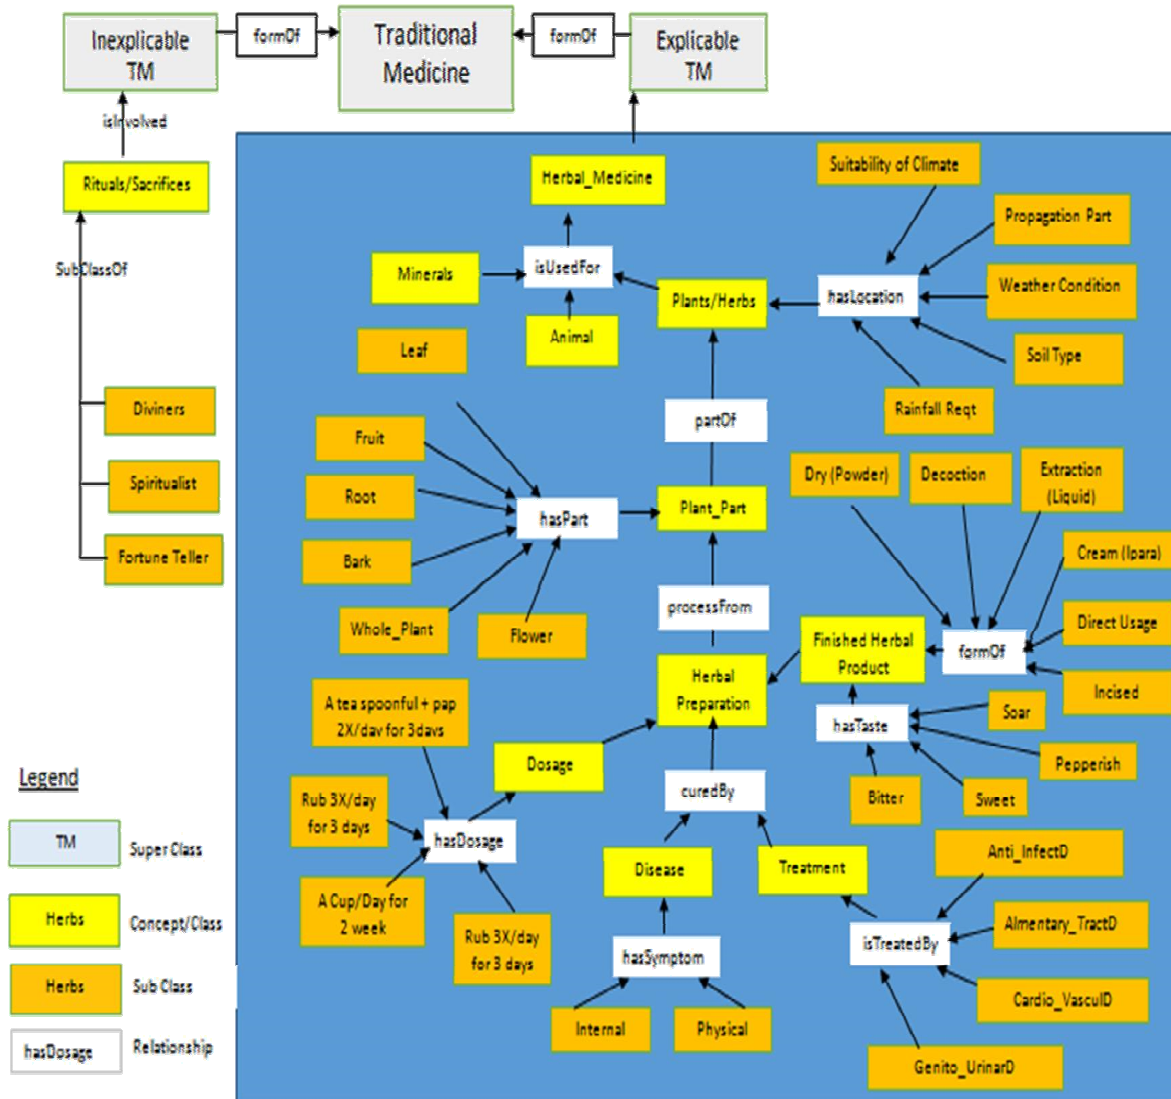 Inexplicable
TM
formOf
Traditional
Medicine
formOf
Explicable
TM
isInvolved
Rituals/Sacrifices
SubClassOf
Diviners
Spiritualist
Fortune Teller
Herbal_Medicine
Suitability of Climate
Propagation Part
Minerals
isUsedFor
Plants/Herbs
hasLocation
Weather Condition
Animal
Leaf
Soil Type
Rainfall Reqt
partOf
Fruit
Root
Bark
Whole_Plant
Flower
hasPart
Plant_Part
Dry (Powder)
Decoction
Extraction
(Liquid)
Cream (Ipara)
Direct Usage
Incised
formOf
processFrom
Finished Herbal
Product
Herbal
Preparation
hasTaste
Soar
Pepperish
Sweet
Bitter
A tea spoonful + pap
2X/day for 3days
Dosage
Rub 3X/day
for 3 days
hasDosage
A Cup/Day for
2 week
Rub 3X/day
for 3 days
curedBy
Disease
Treatment
hasSymptom
Internal
Physical
isTreatedBy
Anti_InfectD
Almentary_TractD
Cardio_VasculD
Genito_UrinarD
Legend
TM
Super Class
Herbs
Concept/Class
Herbs
Sub Class
hasDosage
Relationship